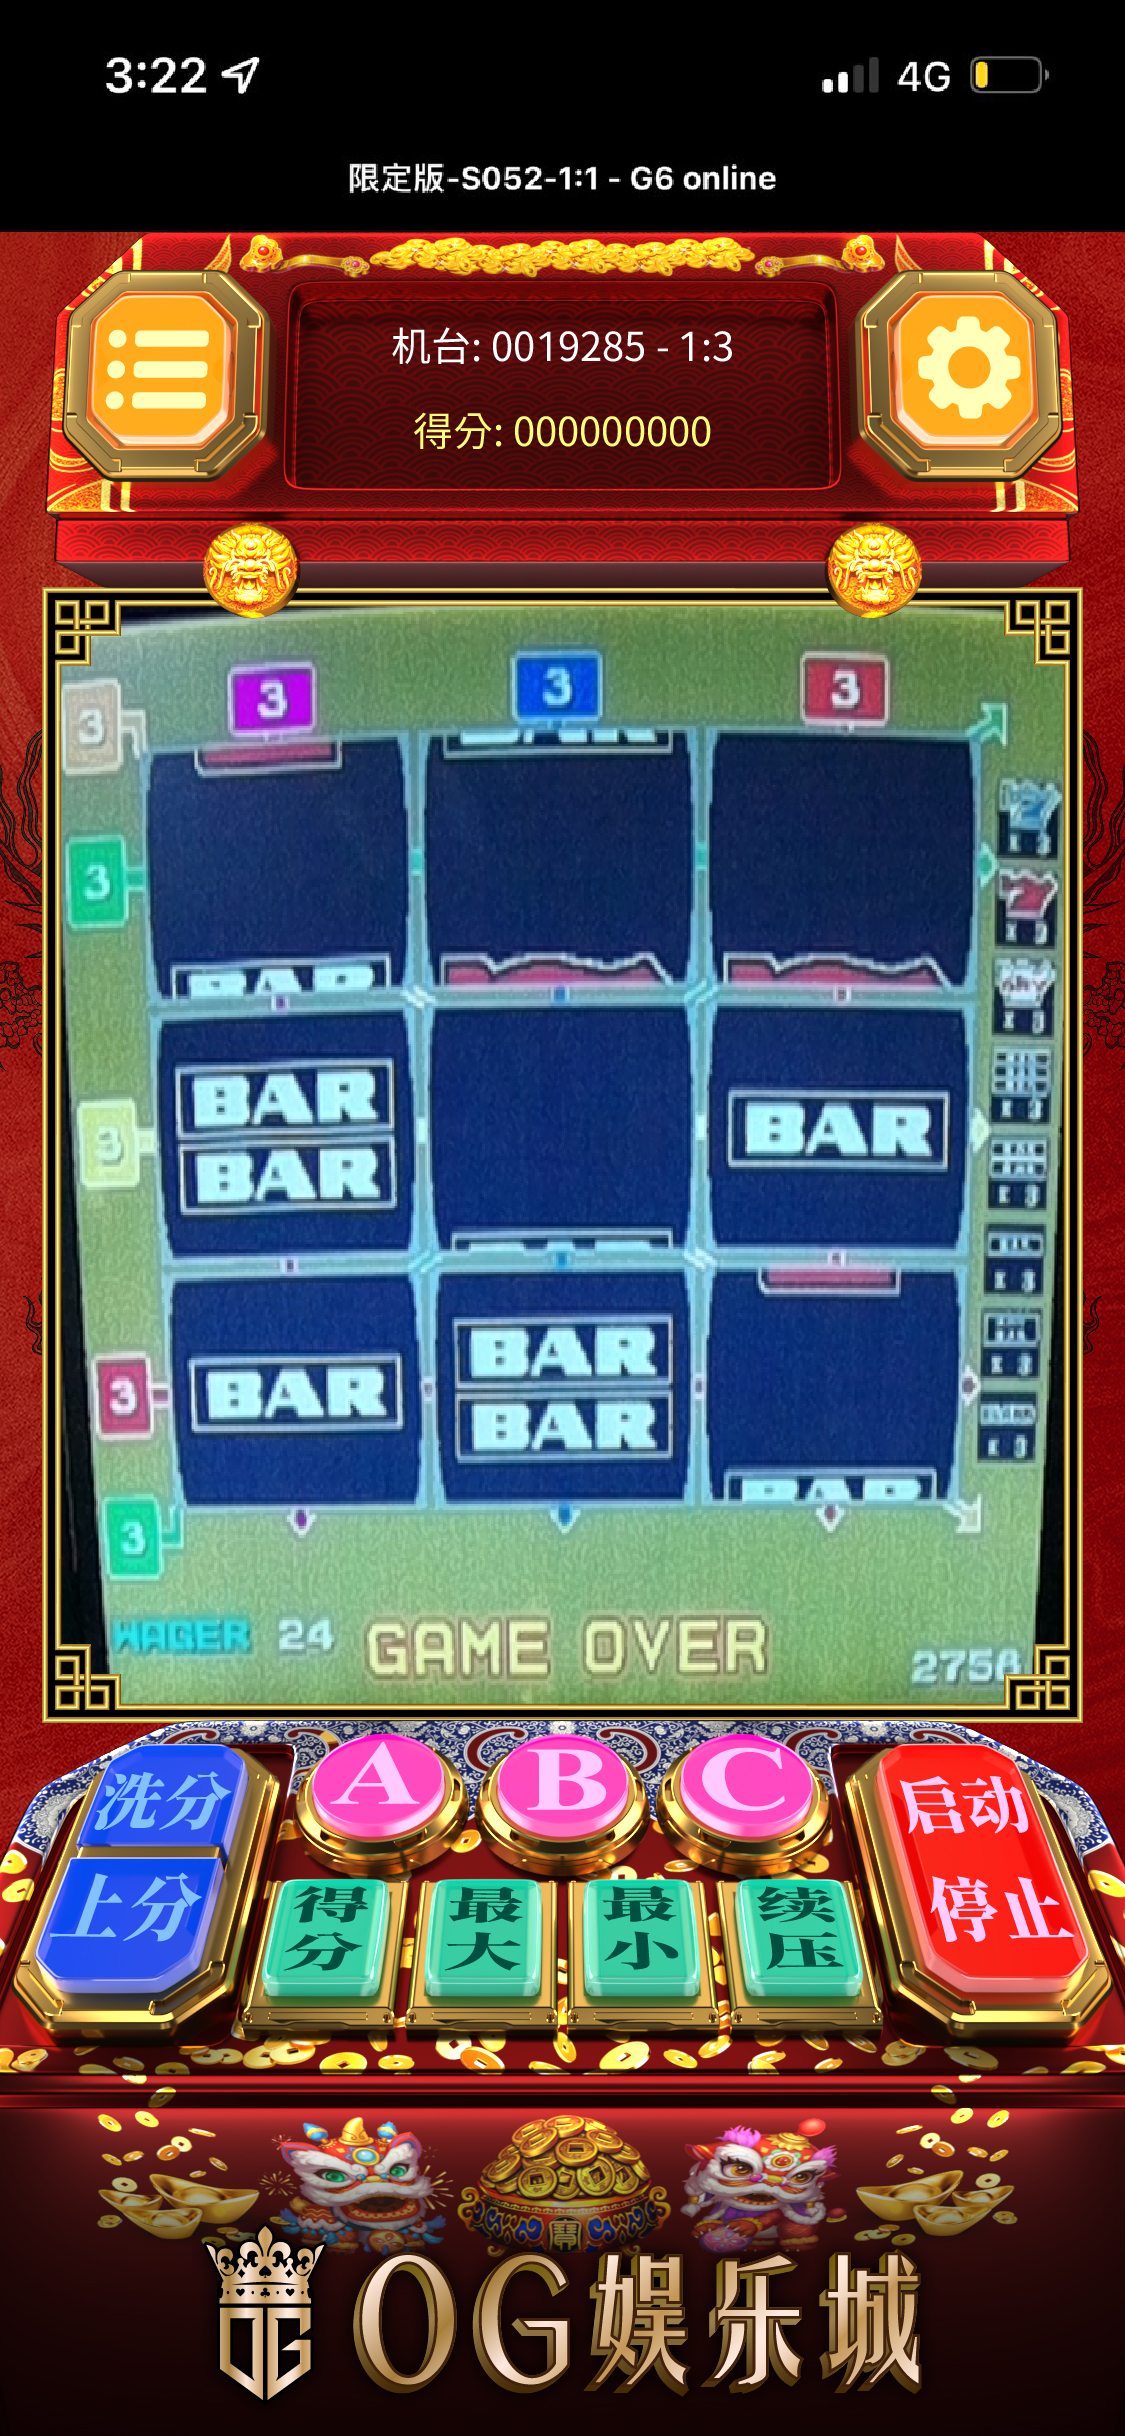 3:22
4G
限定版-S052-1:1 - G6 online
机台: 0019285 - 1:3
得分: 000000000
3 3 3 3
3
BAR
BAR
BAR
3
BAR
BAR
BAR
BAR
3
BAR
3
WAGER 24 GAME OVER
洗分
上分
A B C
启动
停止
得分
最大
最小
续压
OG
OG娱乐城